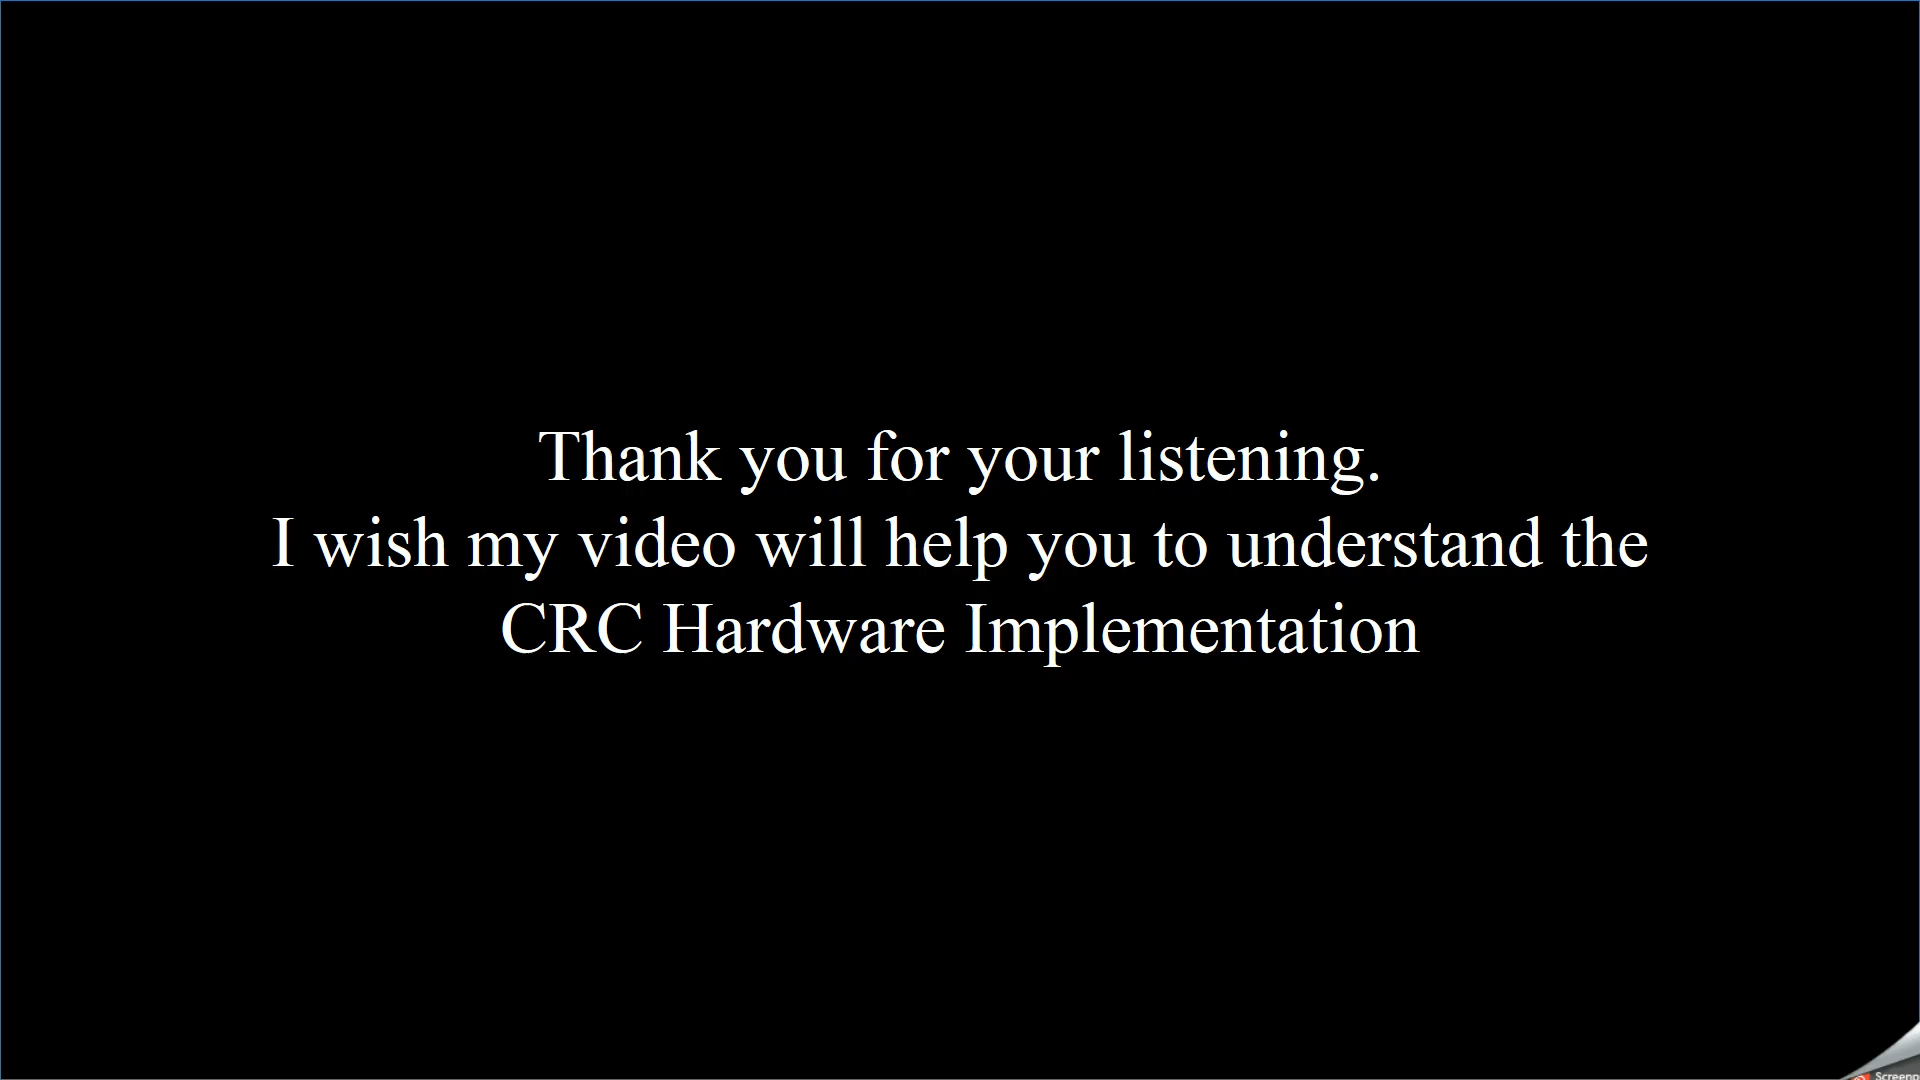 Thank you for your listening.
I wish my video will help you to understand the
CRC Hardware Implementation